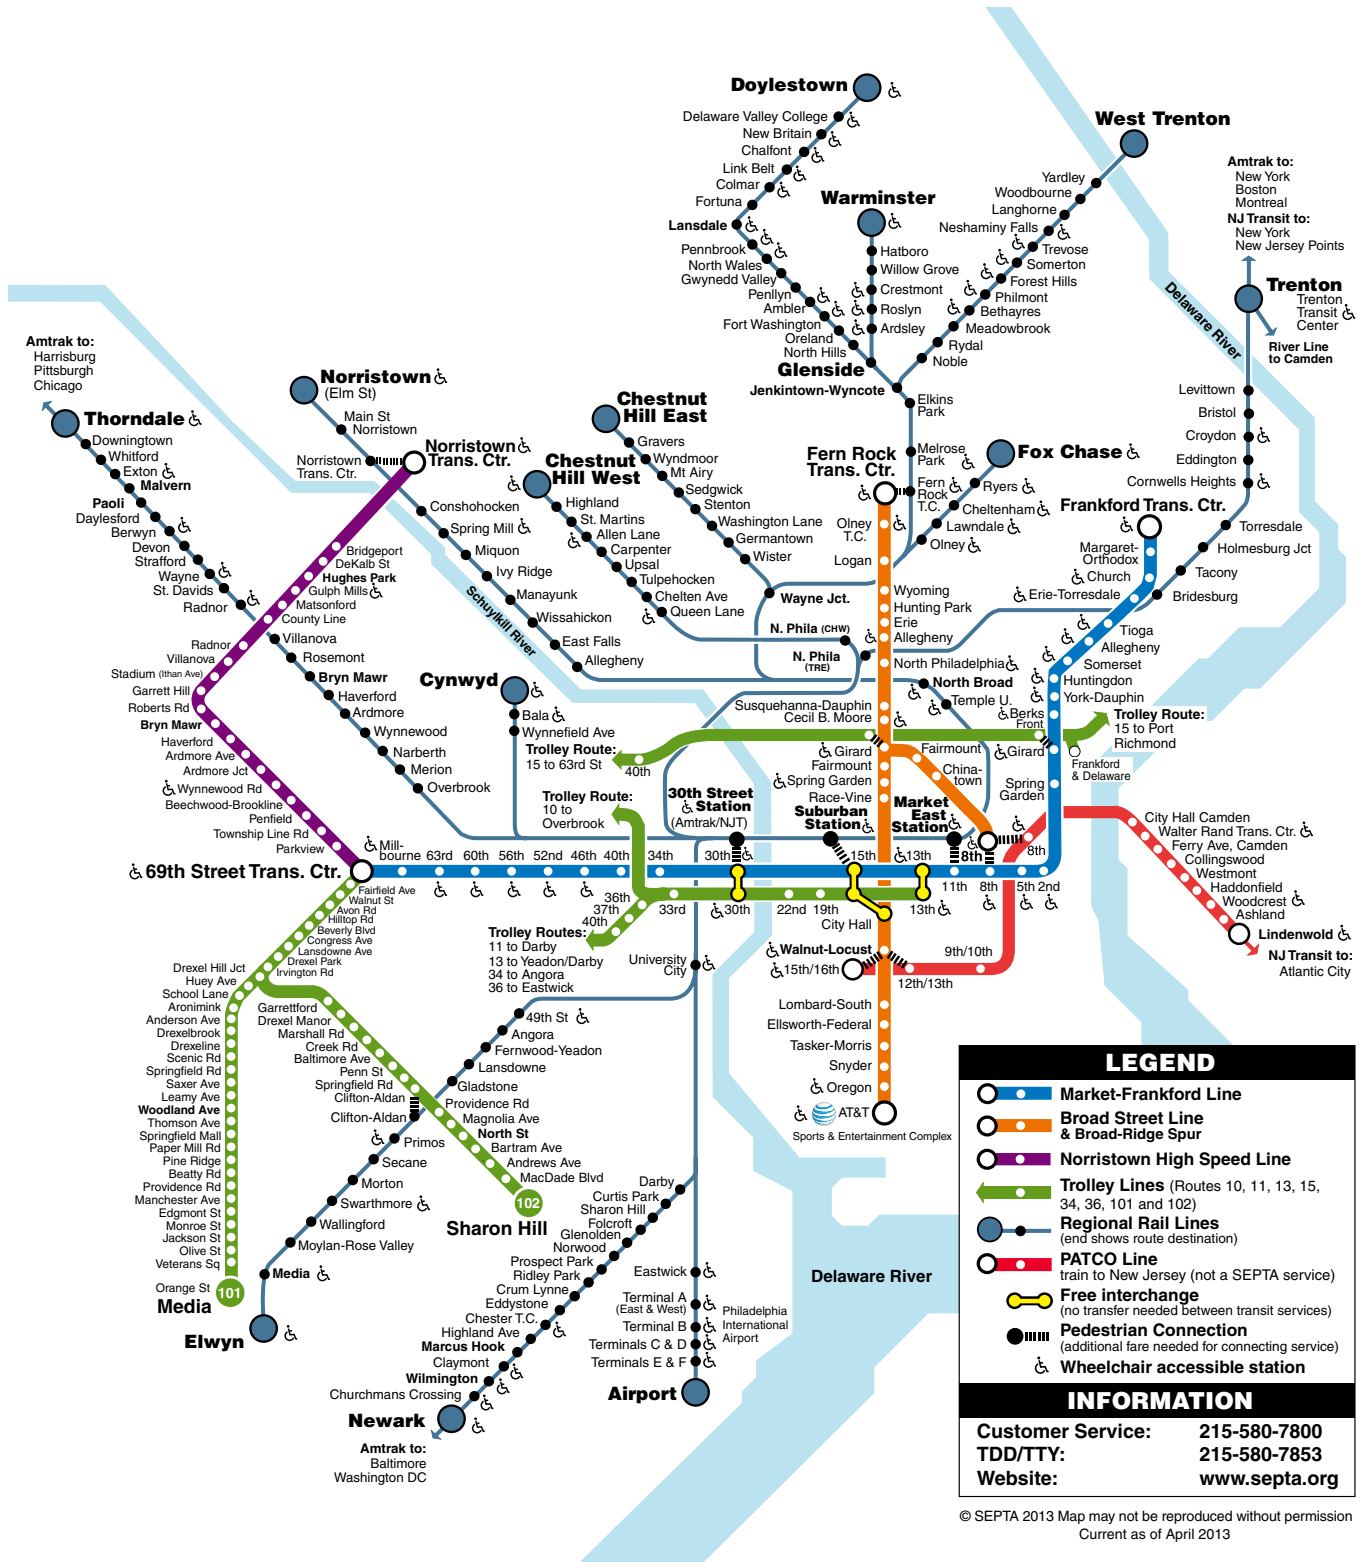 Doylestown
Delaware Valley College
New Britain
Chalfont
Link Belt
Colmar
Fortuna
Lansdale
Pennbrook
North Wales
Gwynedd Valley
Penllyn
Ambler
Fort Washington
Oreland
North Hills
Glenside
Jenkintown-Wyncote
Warminster
Hatboro
Willow Grove
Crestmont
Roslyn
Ardsley
West Trenton
Yardley
Woodbourne
Langhorne
Neshaminy Falls
Trevose
Somerton
Forest Hills
Philmont
Bethayres
Meadowbrook
Rydal
Noble
Elkins
Park
Melrose
Park
Fern
Rock
T.C.
Amtrak to:
New York
Boston
Montreal
NJ Transit to:
New York
New Jersey Points
Trenton
Trenton
Transit
Center
River Line
to Camden
Delaware River
Levittown
Bristol
Croydon
Eddington
Cornwells Heights
Torresdale
Holmesburg Jct
Tacony
Bridesburg
Amtrak to:
Harrisburg
Pittsburgh
Chicago
Thorndale
Downingtown
Whitford
Exton
Malvern
Paoli
Daylesford
Berwyn
Devon
Strafford
Wayne
St. Davids
Radnor
Villanova
Rosemont
Bryn Mawr
Haverford
Ardmore
Wynnewood
Narberth
Merion
Overbrook
Norristown
(Elm St)
Main St
Norristown
Norristown
Trans. Ctr.
Norristown
Trans. Ctr.
Conshohocken
Spring Mill
Miquon
Ivy Ridge
Manayunk
Wissahickon
East Falls
Allegheny
Schuylkill River
Bridgeport
DeKalb St
Hughes Park
Gulph Mills
Matsonford
County Line
Radnor
Villanova
Stadium (Ithan Ave)
Garrett Hill
Roberts Rd
Bryn Mawr
Haverford
Ardmore Ave
Ardmore Jct
Wynnewood Rd
Beechwood-Brookline
Penfield
Township Line Rd
Parkview
69th Street Trans. Ctr.
Chestnut
Hill East
Gravers
Wyndmoor
Mt Airy
Sedgwick
Stenton
Washington Lane
Germantown
Wister
Wayne Jct.
Chestnut
Hill West
Highland
St. Martins
Allen Lane
Carpenter
Upsal
Tulpehocken
Chelten Ave
Queen Lane
N. Phila (CHW)
N. Phila
(TRE)
North Broad
Temple U.
Fox Chase
Ryers
Cheltenham
Lawndale
Olney
Fern Rock
Trans. Ctr.
Olney
T.C.
Logan
Wyoming
Hunting Park
Erie
Allegheny
North Philadelphia
Susquehanna-Dauphin
Cecil B. Moore
Girard
Fairmount
Spring Garden
Race-Vine
Fairmount
China-
town
Frankford Trans. Ctr.
Margaret-
Orthodox
Church
Erie-Torresdale
Tioga
Allegheny
Somerset
Huntingdon
York-Dauphin
Berks
Front
Girard
Spring
Garden
Trolley Route:
15 to Port
Richmond
Frankford
& Delaware
Cynwyd
Bala
Wynnefield Ave
Trolley Route:
15 to 63rd St
40th
Trolley Route:
10 to
Overbrook
30th Street
Station
(Amtrak/NJT)
Suburban
Station
Market
East
Station
Mill-
bourne
63rd
60th
56th
52nd
46th
40th
34th
30th
15th
13th
8th
8th
11th
8th
5th
2nd
36th
37th
40th
33rd
30th
22nd
19th
13th
City Hall
Trolley Routes:
11 to Darby
13 to Yeadon/Darby
34 to Angora
36 to Eastwick
Walnut-Locust
15th/16th
12th/13th
9th/10th
Lombard-South
Ellsworth-Federal
Tasker-Morris
Snyder
Oregon
AT&T
Sports & Entertainment Complex
City Hall Camden
Walter Rand Trans. Ctr.
Ferry Ave, Camden
Collingswood
Westmont
Haddonfield
Woodcrest
Ashland
Lindenwold
NJ Transit to:
Atlantic City
Fairfield Ave
Walnut St
Avon Rd
Hilltop Rd
Beverly Blvd
Congress Ave
Lansdowne Ave
Drexel Park
Irvington Rd
Drexel Hill Jct
Huey Ave
School Lane
Aronimink
Anderson Ave
Drexelbrook
Drexeline
Scenic Rd
Springfield Rd
Saxer Ave
Leamy Ave
Woodland Ave
Thomson Ave
Springfield Mall
Paper Mill Rd
Pine Ridge
Beatty Rd
Providence Rd
Manchester Ave
Edgmont St
Monroe St
Jackson St
Olive St
Veterans Sq
Orange St
101
Media
Garrettford
Drexel Manor
Marshall Rd
Creek Rd
Baltimore Ave
Penn St
Springfield Rd
Clifton-Aldan
Providence Rd
Magnolia Ave
North St
Bartram Ave
Andrews Ave
MacDade Blvd
102
Sharon Hill
University
City
49th St
Angora
Fernwood-Yeadon
Lansdowne
Gladstone
Clifton-Aldan
Primos
Secane
Morton
Swarthmore
Wallingford
Moylan-Rose Valley
Media
Elwyn
Darby
Curtis Park
Sharon Hill
Folcroft
Glenolden
Norwood
Prospect Park
Ridley Park
Crum Lynne
Eddystone
Chester T.C.
Highland Ave
Marcus Hook
Claymont
Wilmington
Churchmans Crossing
Newark
Amtrak to:
Baltimore
Washington DC
Eastwick
Terminal A
(East & West)
Terminal B
Terminals C & D
Terminals E & F
Philadelphia
International
Airport
Airport
Delaware River
LEGEND
Market-Frankford Line
Broad Street Line
& Broad-Ridge Spur
Norristown High Speed Line
Trolley Lines (Routes 10, 11, 13, 15,
34, 36, 101 and 102)
Regional Rail Lines
(end shows route destination)
PATCO Line
train to New Jersey (not a SEPTA service)
Free interchange
(no transfer needed between transit services)
Pedestrian Connection
(additional fare needed for connecting service)
Wheelchair accessible station
INFORMATION
Customer Service: 215-580-7800
TDD/TTY: 215-580-7853
Website: www.septa.org
© SEPTA 2013 Map may not be reproduced without permission
Current as of April 2013